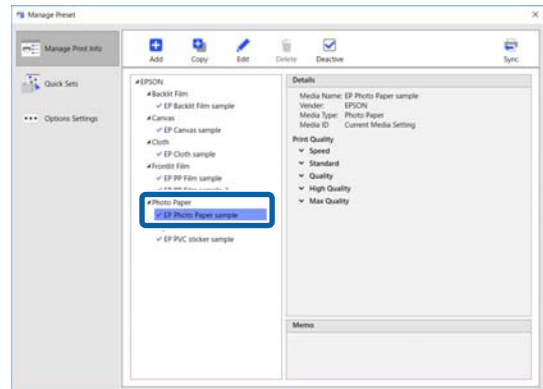 Manage Preset
Manage Print Info
Quick Sets
Options Settings
Add Copy Edit Delete Deactive Sync
EPSON
Backlit Film
EP Backlit Film sample
Canvas
EP Canvas sample
Cloth
EP Cloth sample
Frontlit Film
EP PP Film sample
Photo Paper
EP Photo Paper sample
EP PVC sticker sample
Details
Media Name: EP Photo Paper sample
Vender: EPSON
Media Type: Photo Paper
Media ID Current Media Setting
Print Quality
Speed
Standard
Quality
High Quality
Max Quality
Memo